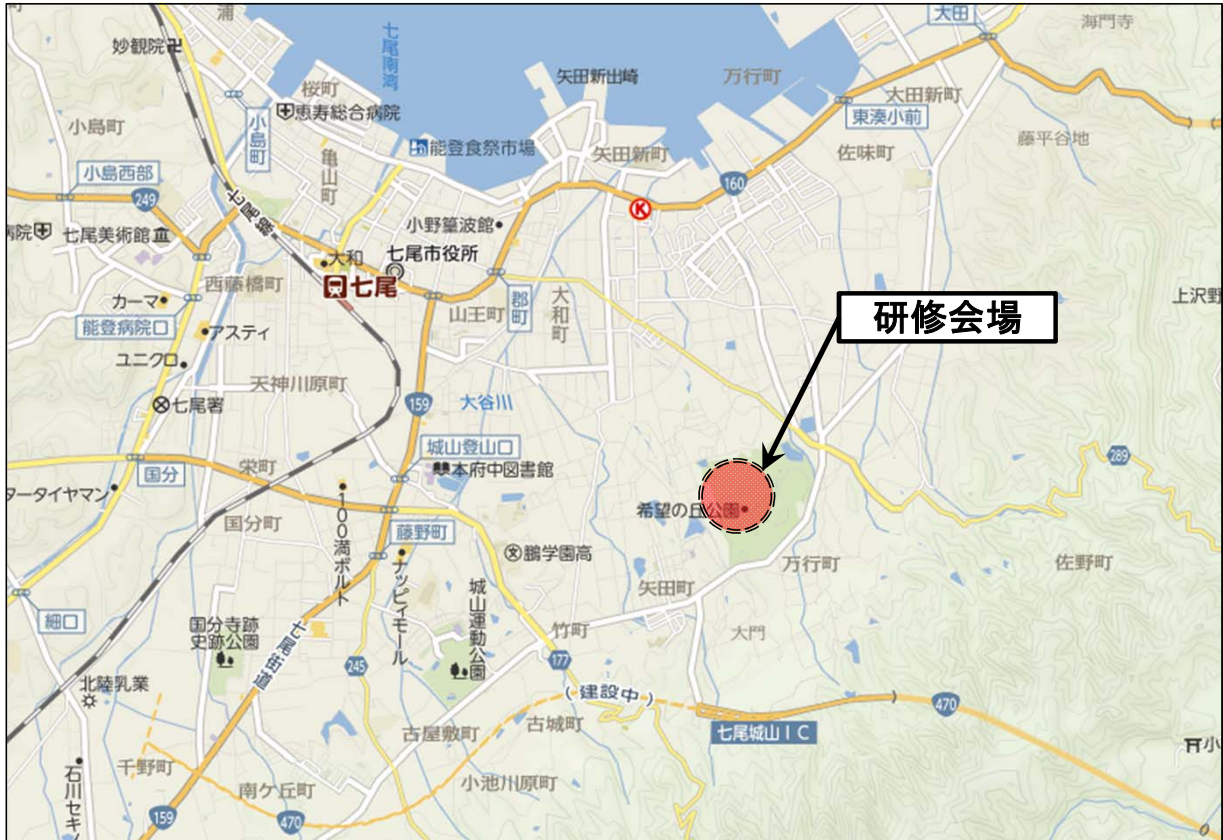 浦
大田
海門寺
妙観院卍
七尾南湾
矢田新出崎
万行町
桜町
恵寿総合病院
大田新町
小島町
小島町
東湊小前
藤平谷地
能登食祭市場
亀山町
矢田新町
佐味町
小島西部
160
249
七尾線
K
病院
七尾美術館
小野篁波館
大和
七尾市役所
西藤橋町
七尾
郡町
大和町
上沢野
カーマ
山王町
研修会場
能登病院口
アスティ
ユニクロ
天神川原町
159
大谷川
七尾署
城山登山口
289
栄町
本府中図書館
国分
タータイヤマン
100満ボルト
希望の丘公園
国分町
藤野町
鵬学園高
万行町
佐野町
ナッピィモール
矢田町
細口
国分寺跡
史跡公園
七尾街道
城山運動公園
竹町
大門
245
177
北陸乳業
(建設中)
470
古城町
古屋敷町
七尾城山IC
小
千野町
石川セキ
南ケ丘町
小池川原町
159
470